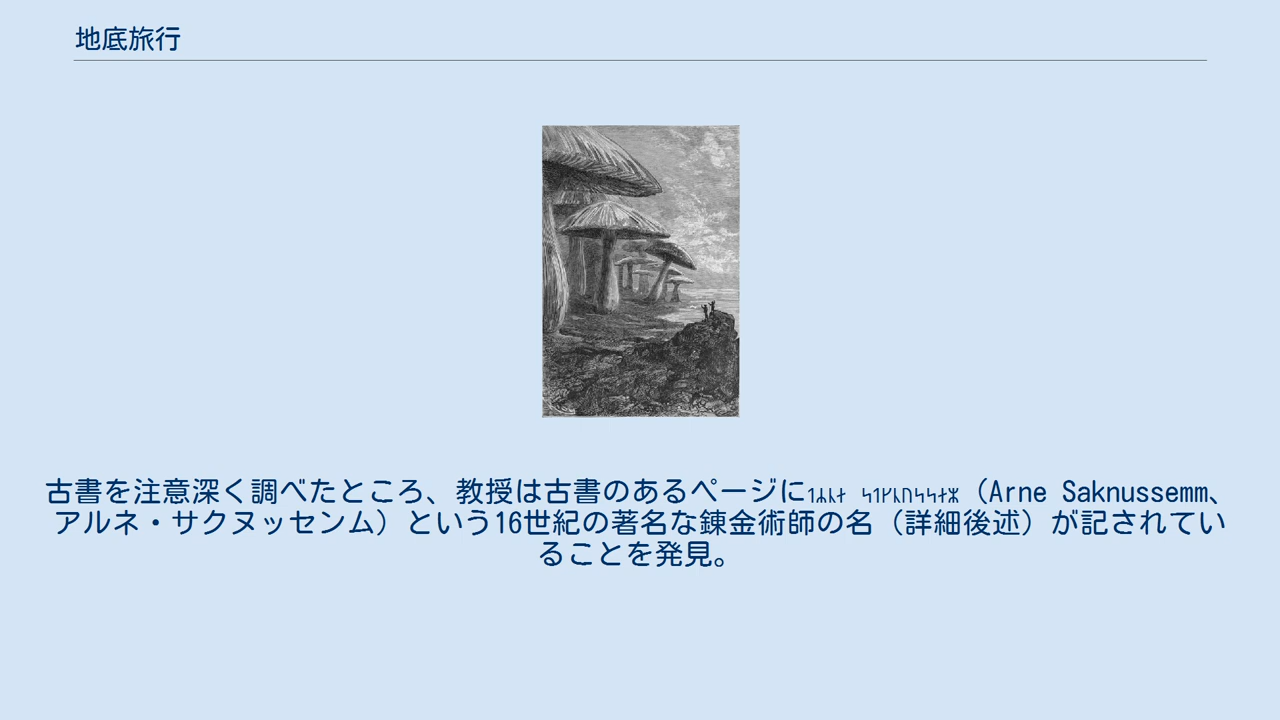 地底旅行
古書を注意深く調べたところ、教授は古書のあるページに（Arne Saknussemm、
アルネ・サクヌッセンム）という16世紀の著名な錬金術師の名（詳細後述）が記されてい
ることを発見。